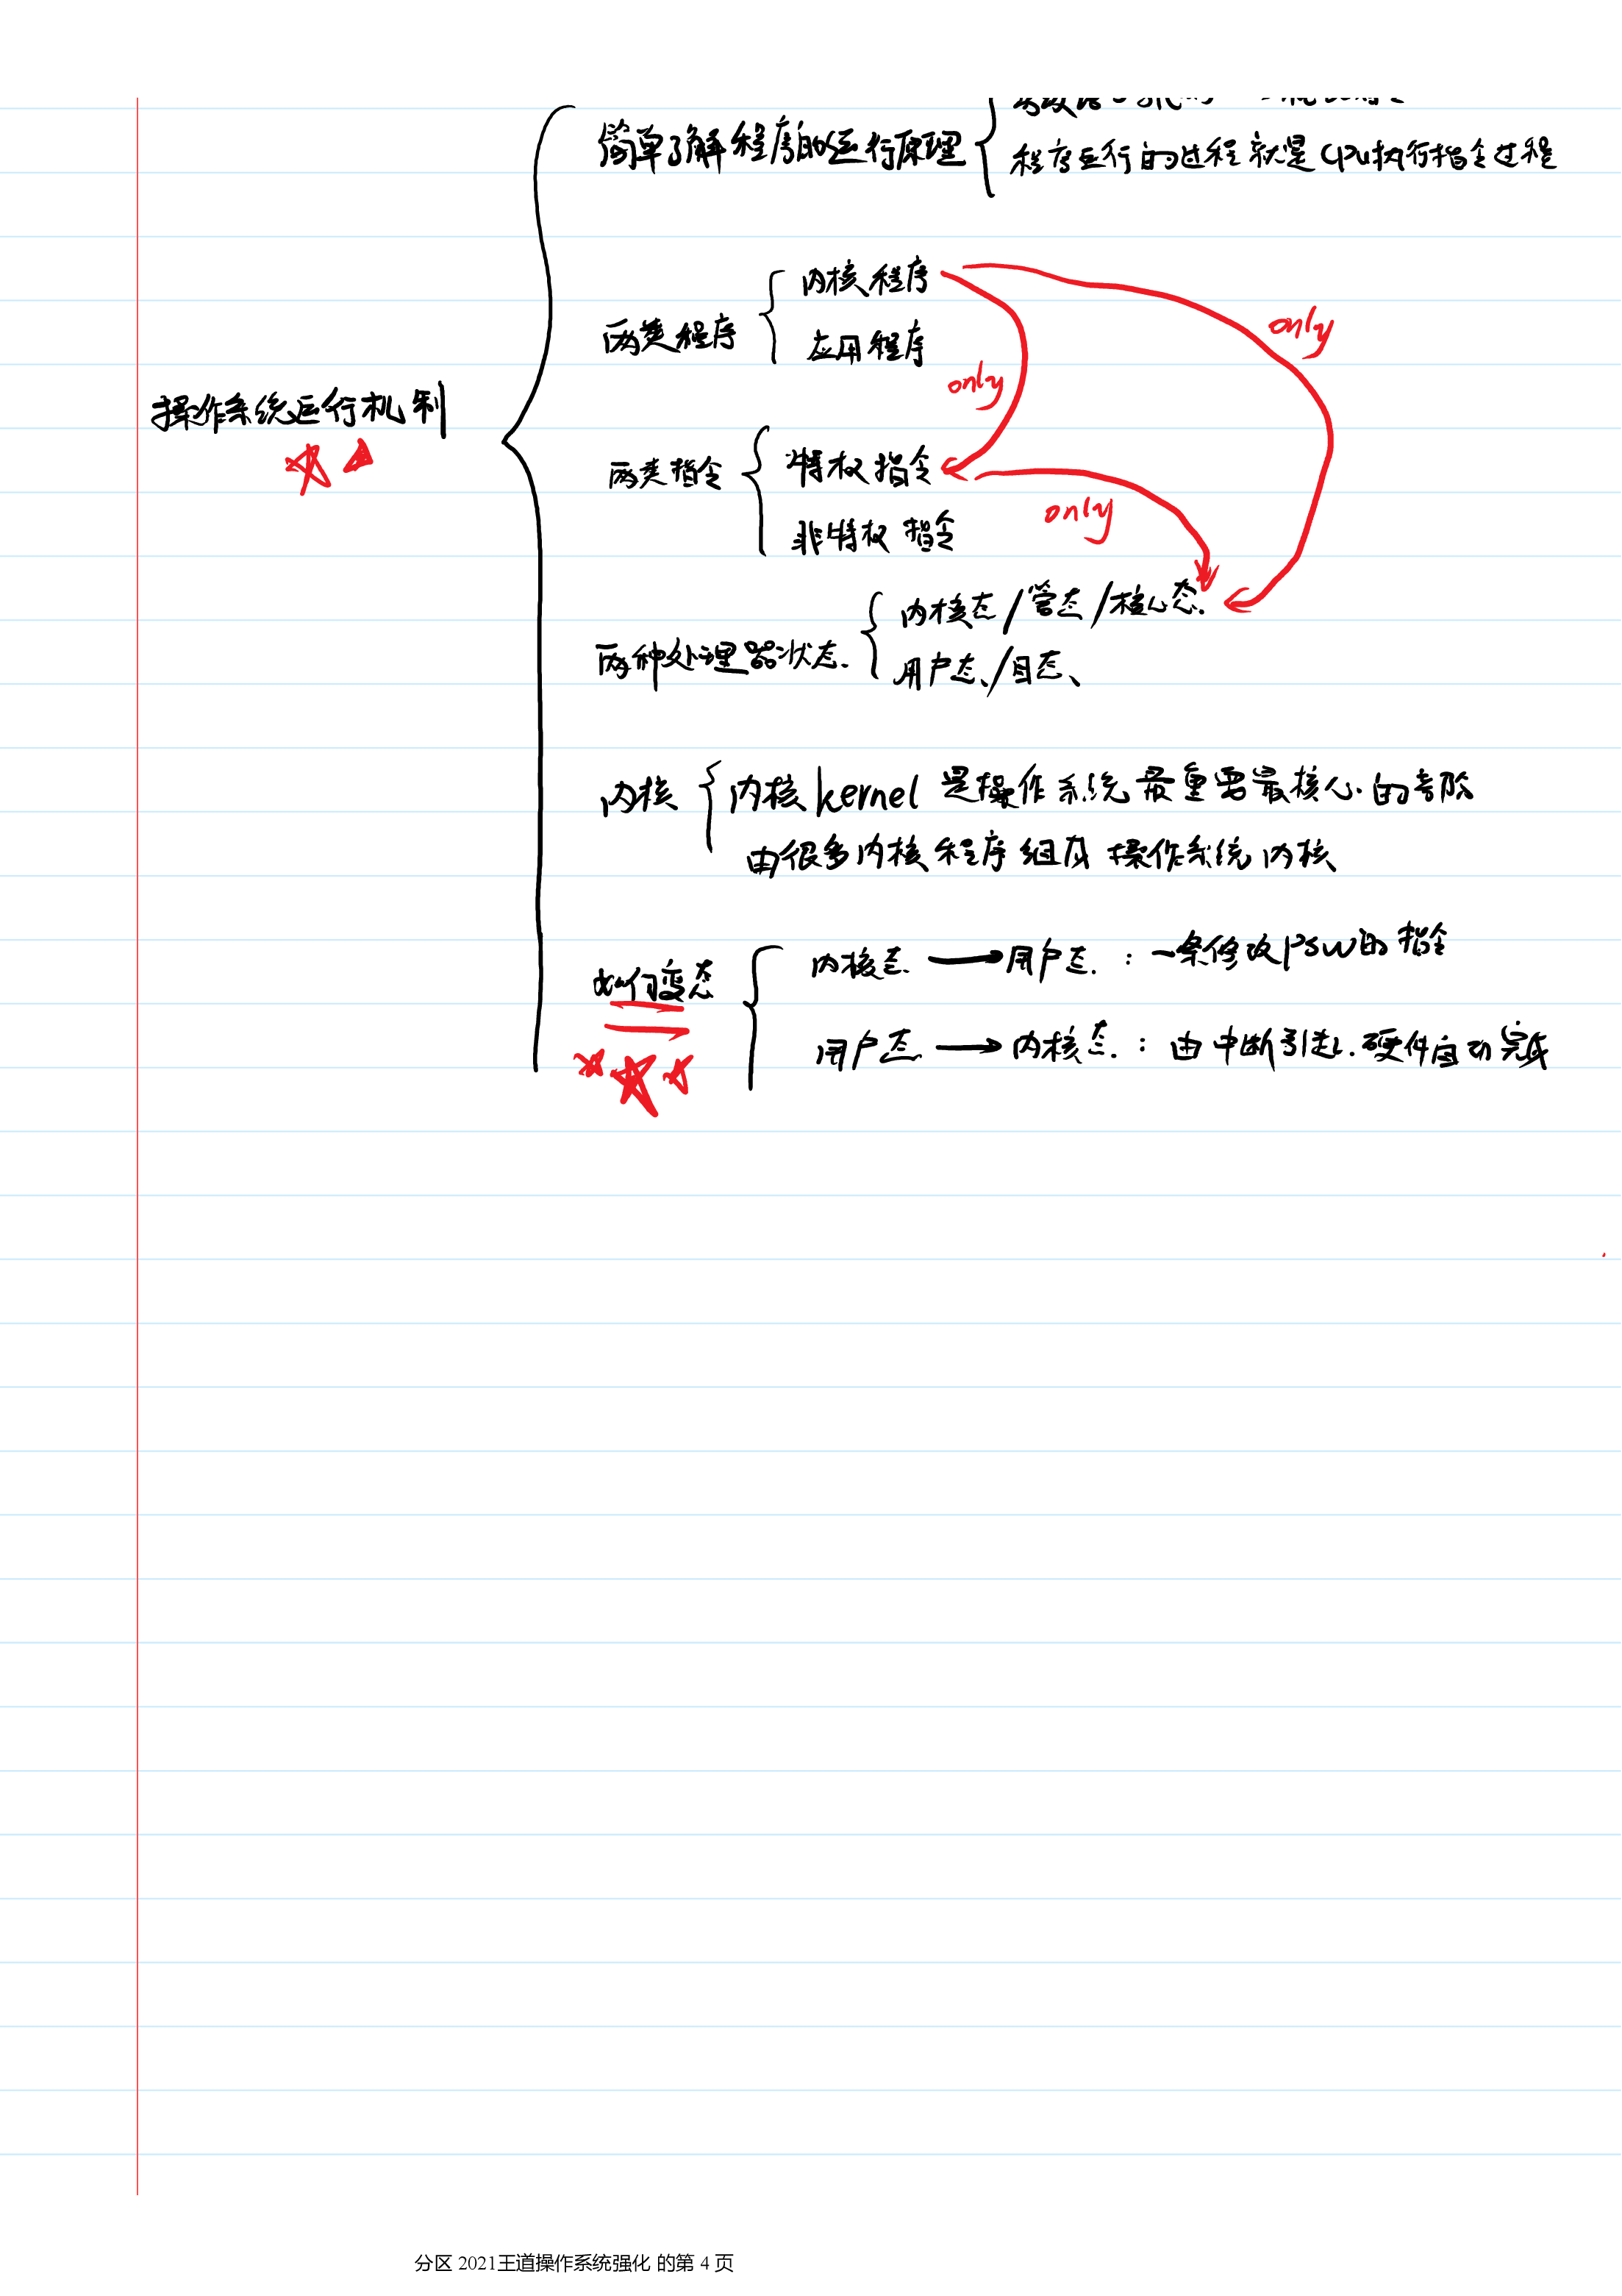 简单了解程序的运行原理
程序运行的过程就是CPU执行指令过程
内核程序
only
两类程序
应用程序
only
操作系统运行机制
特权指令
两类指令
only
非特权指令
内核态/管态/核心态.
两种处理器状态.
用户态、/目态、
内核
内核kernel是操作系统最重要最核心.的部分
由很多内核程序组成操作系统内核
内核态. → 用户态. : 一条修改PSW的指令
如何变态
用户态 → 内核态. : 由中断引起.硬件自动完成
分区 2021王道操作系统强化 的第 4 页